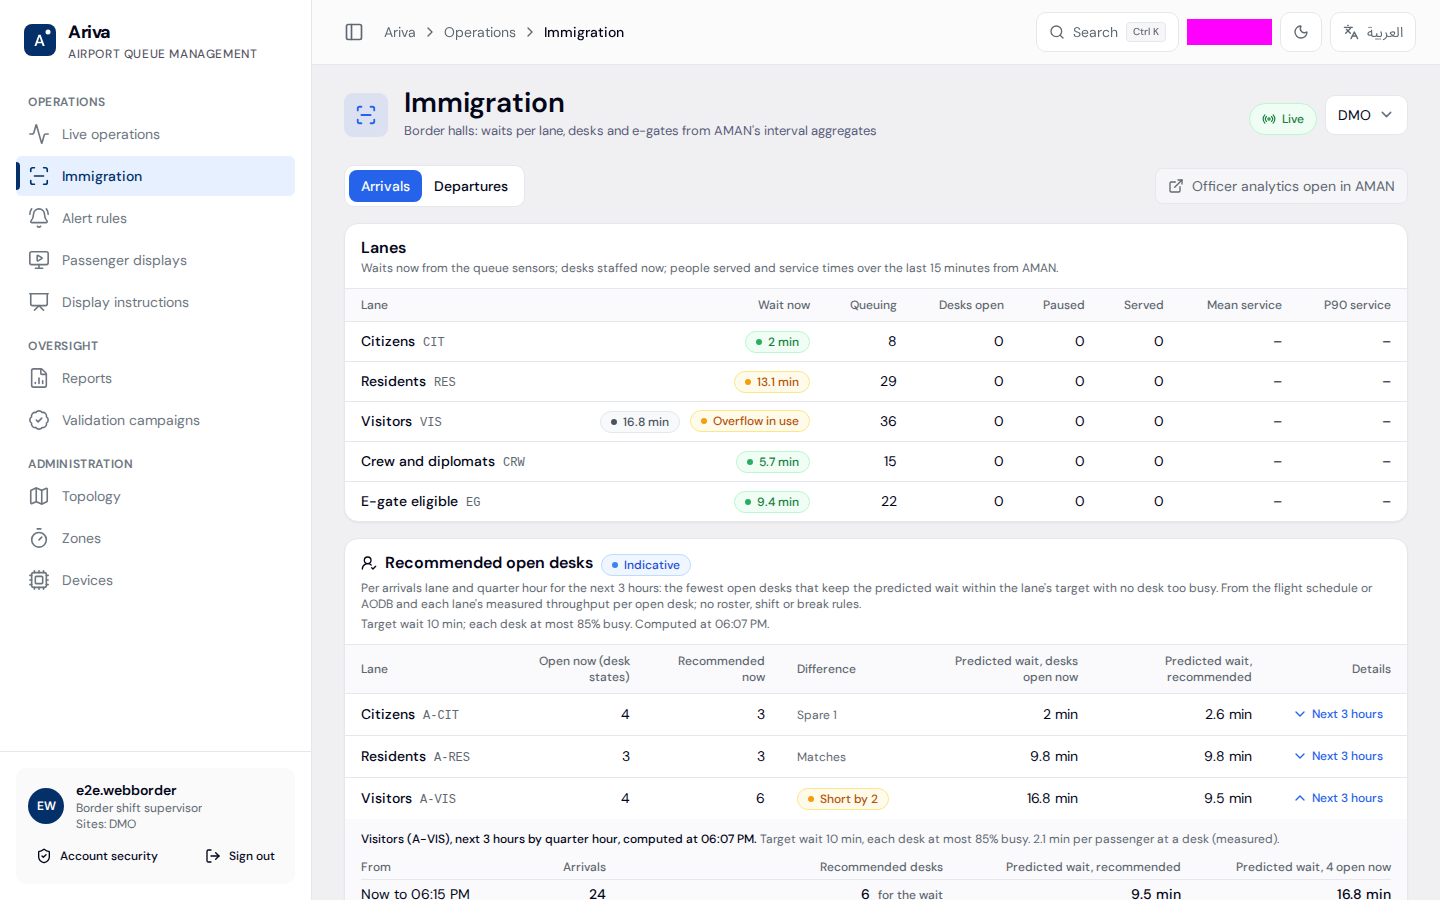 A
Ariva
AIRPORT QUEUE MANAGEMENT
OPERATIONS
Live operations
Immigration
Alert rules
Passenger displays
Display instructions
OVERSIGHT
Reports
Validation campaigns
ADMINISTRATION
Topology
Zones
Devices
EW
e2e.webborder
Border shift supervisor
Sites: DMO
Account security Sign out
Ariva > Operations > Immigration
Search Ctrl K
العربية
Immigration
Border halls: waits per lane, desks and e-gates from AMAN's interval aggregates
Live
DMO
Arrivals Departures
Officer analytics open in AMAN
Lanes
Waits now from the queue sensors; desks staffed now; people served and service times over the last 15 minutes from AMAN.
Lane Wait now Queuing Desks open Paused Served Mean service P90 service
Citizens CIT 2 min 8 0 0 0 – –
Residents RES 13.1 min 29 0 0 0 – –
Visitors VIS 16.8 min Overflow in use 36 0 0 0 – –
Crew and diplomats CRW 5.7 min 15 0 0 0 – –
E-gate eligible EG 9.4 min 22 0 0 0 – –
Recommended open desks Indicative
Per arrivals lane and quarter hour for the next 3 hours: the fewest open desks that keep the predicted wait within the lane's target with no desk too busy. From the flight schedule or
AODB and each lane's measured throughput per open desk; no roster, shift or break rules.
Target wait 10 min; each desk at most 85% busy. Computed at 06:07 PM.
Lane Open now (desk states) Recommended now Difference Predicted wait, desks open now Predicted wait, recommended Details
Citizens A-CIT 4 3 Spare 1 2 min 2.6 min Next 3 hours
Residents A-RES 3 3 Matches 9.8 min 9.8 min Next 3 hours
Visitors A-VIS 4 6 Short by 2 16.8 min 9.5 min Next 3 hours
Visitors (A-VIS), next 3 hours by quarter hour, computed at 06:07 PM. Target wait 10 min, each desk at most 85% busy. 2.1 min per passenger at a desk (measured).
From Arrivals Recommended desks Predicted wait, recommended Predicted wait, 4 open now
Now to 06:15 PM 24 6 for the wait 9.5 min 16.8 min